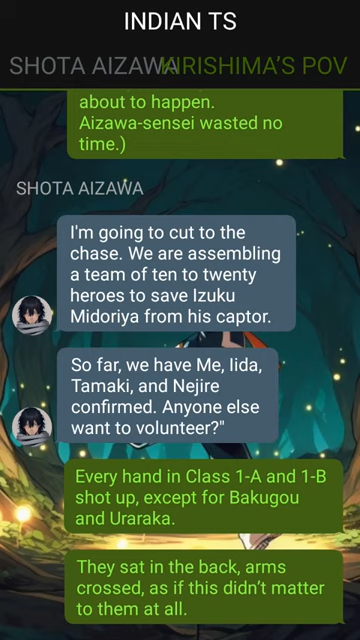 INDIAN TS
SHOTA AIZAWA KIRISHIMA'S POV
about to happen.
Aizawa-sensei wasted no
time.)
SHOTA AIZAWA
I'm going to cut to the
chase. We are assembling
a team of ten to twenty
heroes to save Izuku
Midoriya from his captor.
So far, we have Me, Iida,
Tamaki, and Nejire
confirmed. Anyone else
want to volunteer?"
Every hand in Class 1-A and 1-B
shot up, except for Bakugou
and Uraraka.
They sat in the back, arms
crossed, as if this didn't matter
to them at all.